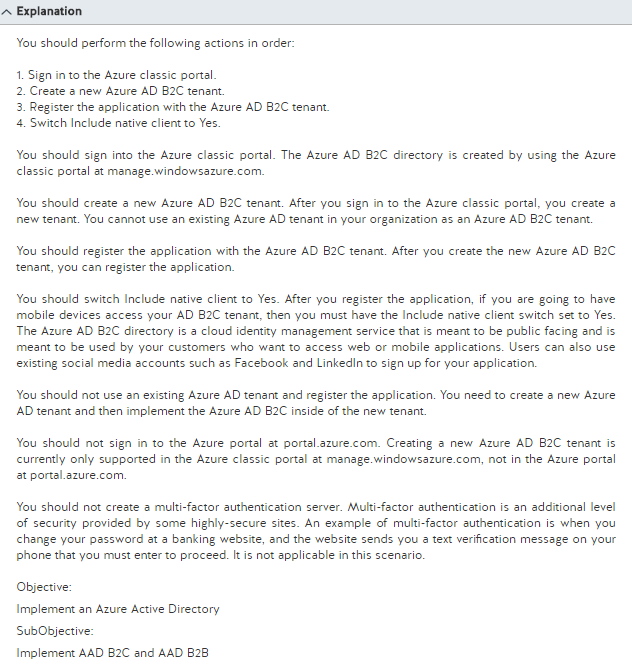 Explanation
You should perform the following actions in order:
1. Sign in to the Azure classic portal.
2. Create a new Azure AD B2C tenant.
3. Register the application with the Azure AD B2C tenant.
4. Switch Include native client to Yes.
You should sign into the Azure classic portal. The Azure AD B2C directory is created by using the Azure
classic portal at manage.windowsazure.com.
You should create a new Azure AD B2C tenant. After you sign in to the Azure classic portal, you create a
new tenant. You cannot use an existing Azure AD tenant in your organization as an Azure AD B2C tenant.
You should register the application with the Azure AD B2C tenant. After you create the new Azure AD B2C
tenant, you can register the application.
You should switch Include native client to Yes. After you register the application, if you are going to have
mobile devices access your AD B2C tenant, then you must have the Include native client switch set to Yes.
The Azure AD B2C directory is a cloud identity management service that is meant to be public facing and is
meant to be used by your customers who want to access web or mobile applications. Users can also use
existing social media accounts such as Facebook and LinkedIn to sign up for your application.
You should not use an existing Azure AD tenant and register the application. You need to create a new Azure
AD tenant and then implement the Azure AD B2C inside of the new tenant.
You should not sign in to the Azure portal at portal.azure.com. Creating a new Azure AD B2C tenant is
currently only supported in the Azure classic portal at manage.windowsazure.com, not in the Azure portal
at portal.azure.com.
You should not create a multi-factor authentication server. Multi-factor authentication is an additional level
of security provided by some highly-secure sites. An example of multi-factor authentication is when you
change your password at a banking website, and the website sends you a text verification message on your
phone that you must enter to proceed. It is not applicable in this scenario.
Objective:
Implement an Azure Active Directory
SubObjective:
Implement AAD B2C and AAD B2B